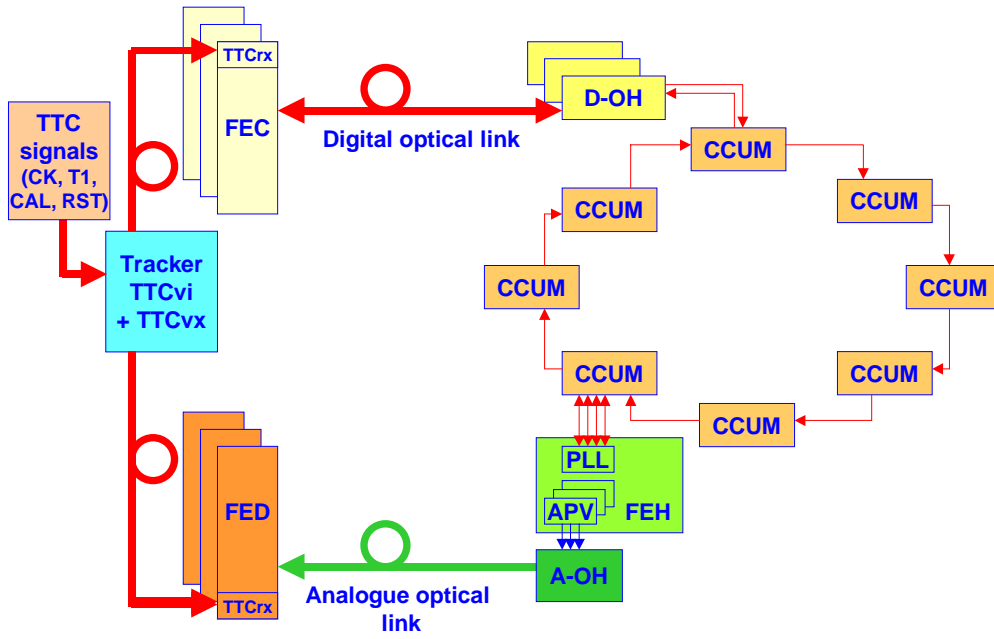 TTCrx
FEC
D-OH
Digital optical link
TTC
signals
(CK, T1,
CAL, RST)
CCUM
CCUM
CCUM
Tracker
TTCvi
+ TTCvx
CCUM
CCUM
CCUM
CCUM
CCUM
PLL
APV
FEH
FED
A-OH
TTCrx
Analogue optical
link